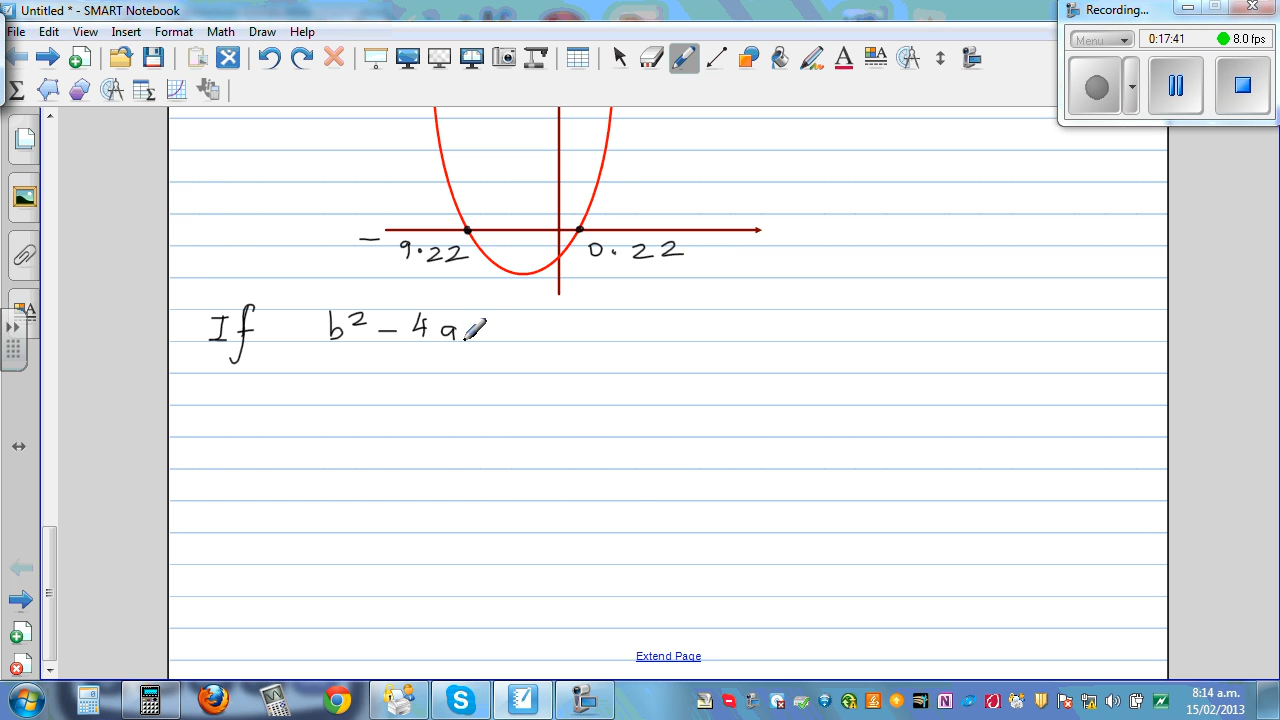 Untitled * - SMART Notebook
Recording...
File Edit View Insert Format Math Draw Help
Menu
0:17:41
8.0 fps
- 9.22
0.22
If b² - 4a
Extend Page
8:14 a.m.
15/02/2013